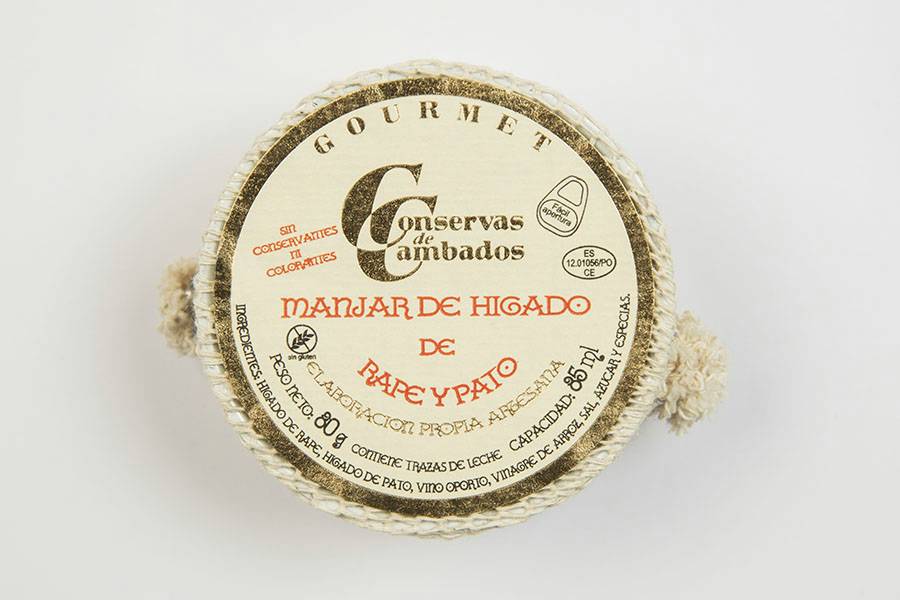 GOURMET
Conservas
de
Cambados
Fácil
apertura
SIN
CONSERVANTES
NI
COLORANTES
ES
12.01056/PO
CE
MANJAR DE HIGADO
DE
RAPE Y PATO
sin gluten
ELABORACION PROPIA ARTESANA
PESO NETO: 80 g CONTIENE TRAZAS DE LECHE CAPACIDAD: 85 ml
INGREDIENTES: HIGADO DE RAPE, HIGADO DE PATO, VINO OPORTO, VINAGRE DE ARROZ, SAL, AZUCAR Y ESPECIAS.